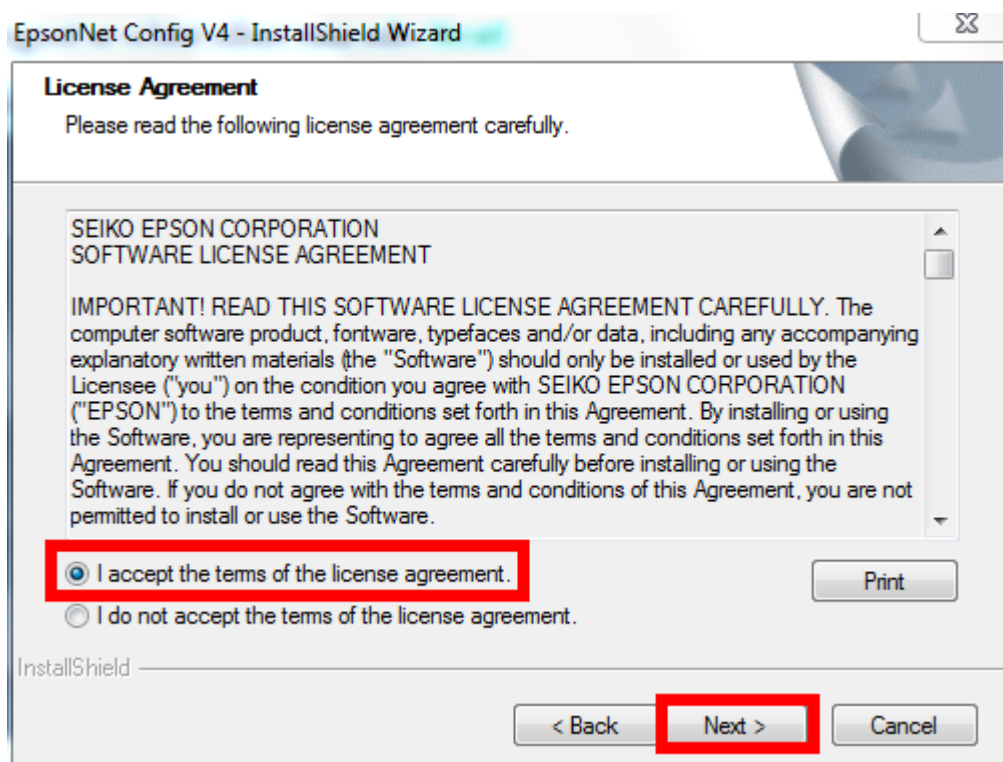 EpsonNet Config V4 - InstallShield Wizard
License Agreement
Please read the following license agreement carefully.
SEIKO EPSON CORPORATION
SOFTWARE LICENSE AGREEMENT
IMPORTANT! READ THIS SOFTWARE LICENSE AGREEMENT CAREFULLY. The
computer software product, fontware, typefaces and/or data, including any accompanying
explanatory written materials (the "Software") should only be installed or used by the
Licensee ("you") on the condition you agree with SEIKO EPSON CORPORATION
("EPSON") to the terms and conditions set forth in this Agreement. By installing or using
the Software, you are representing to agree all the terms and conditions set forth in this
Agreement. You should read this Agreement carefully before installing or using the
Software. If you do not agree with the terms and conditions of this Agreement, you are not
permitted to install or use the Software.
I accept the terms of the license agreement.
Print
I do not accept the terms of the license agreement.
InstallShield
< Back Next > Cancel